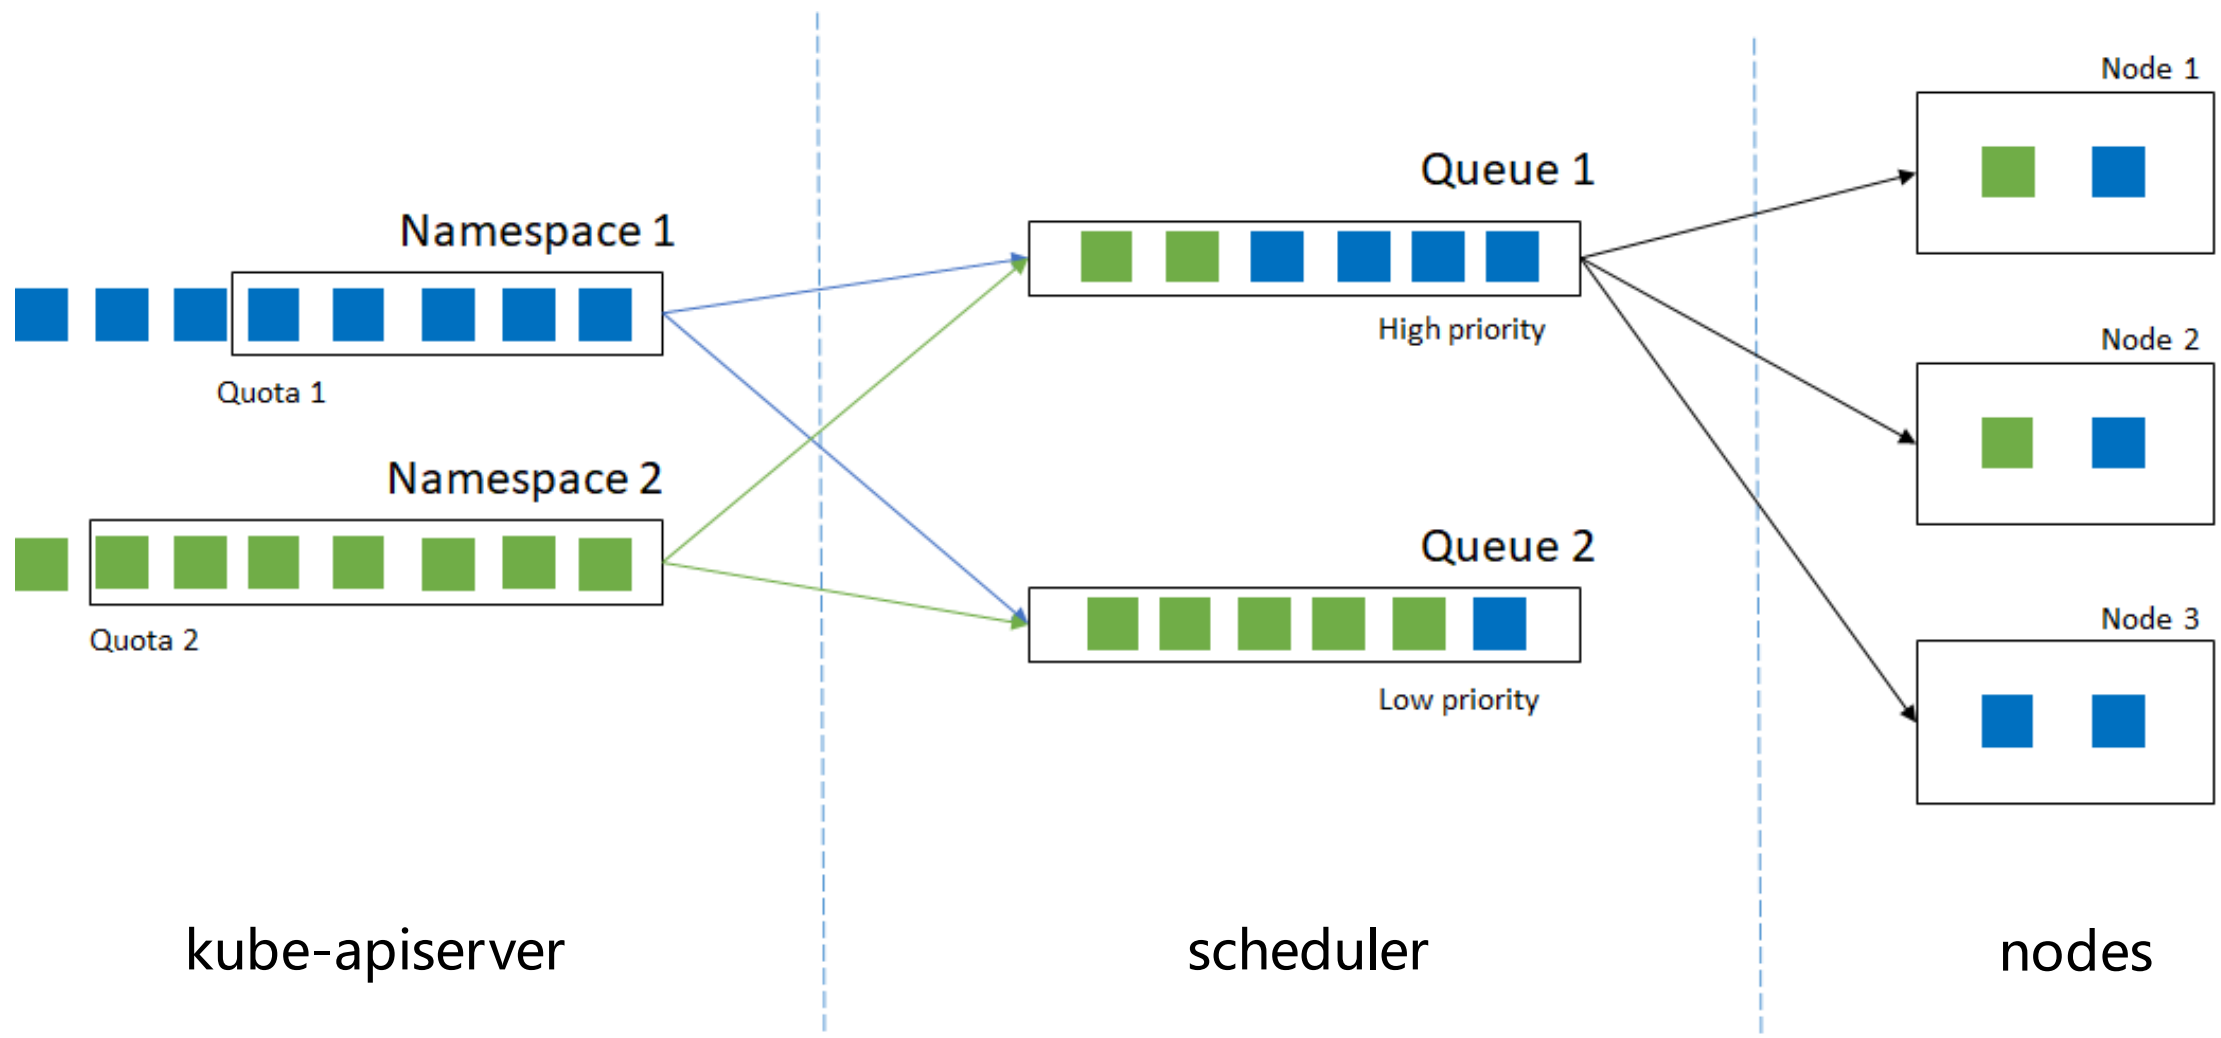 Namespace 1
Quota 1
Namespace 2
Quota 2
kube-apiserver
Queue 1
High priority
Queue 2
Low priority
scheduler
Node 1
Node 2
Node 3
nodes